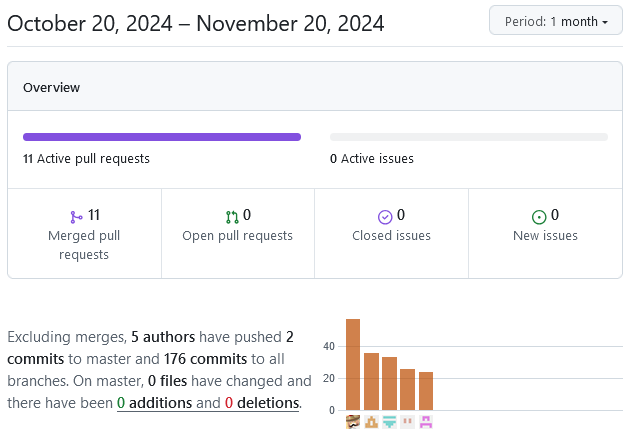 October 20, 2024 – November 20, 2024
Period: 1 month
Overview
11 Active pull requests
0 Active issues
11
Merged pull
requests
0
Open pull requests
0
Closed issues
0
New issues
Excluding merges, 5 authors have pushed 2
commits to master and 176 commits to all
branches. On master, 0 files have changed and
there have been 0 additions and 0 deletions.
40
20
0